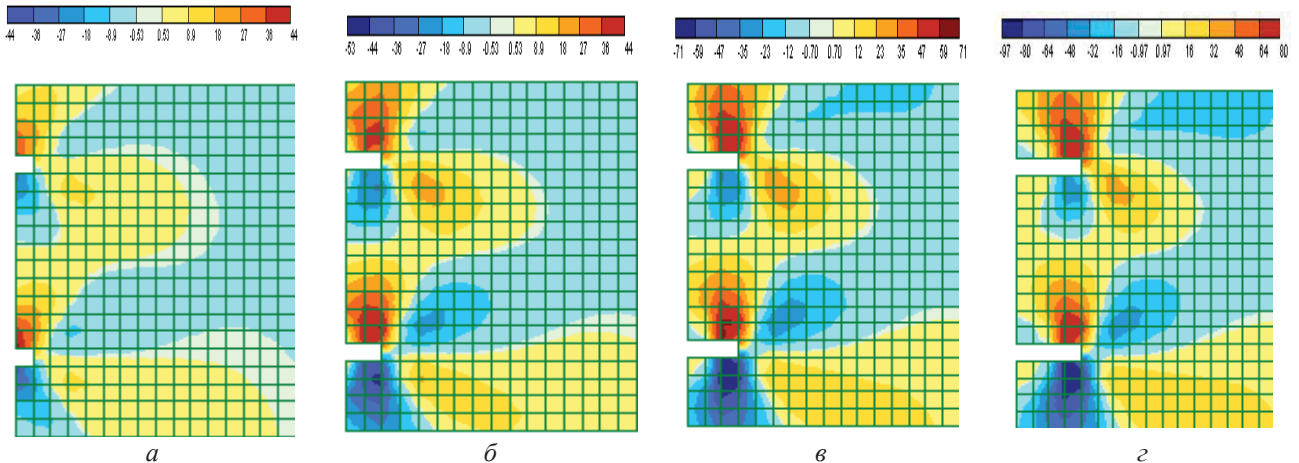 -44 -36 -27 -18 -8.9 0.53 0.53 8.9 18 27 36 44
-53 -44 -36 -27 -18 -8.9 0.53 0.53 8.9 18 27 36 44
-71 -59 -47 -35 -23 -12 -0.70 0.70 12 23 35 47 59 71
-97 -80 -64 -48 -32 -16 -0.97 0.97 16 32 48 64 80
а
б
в
г